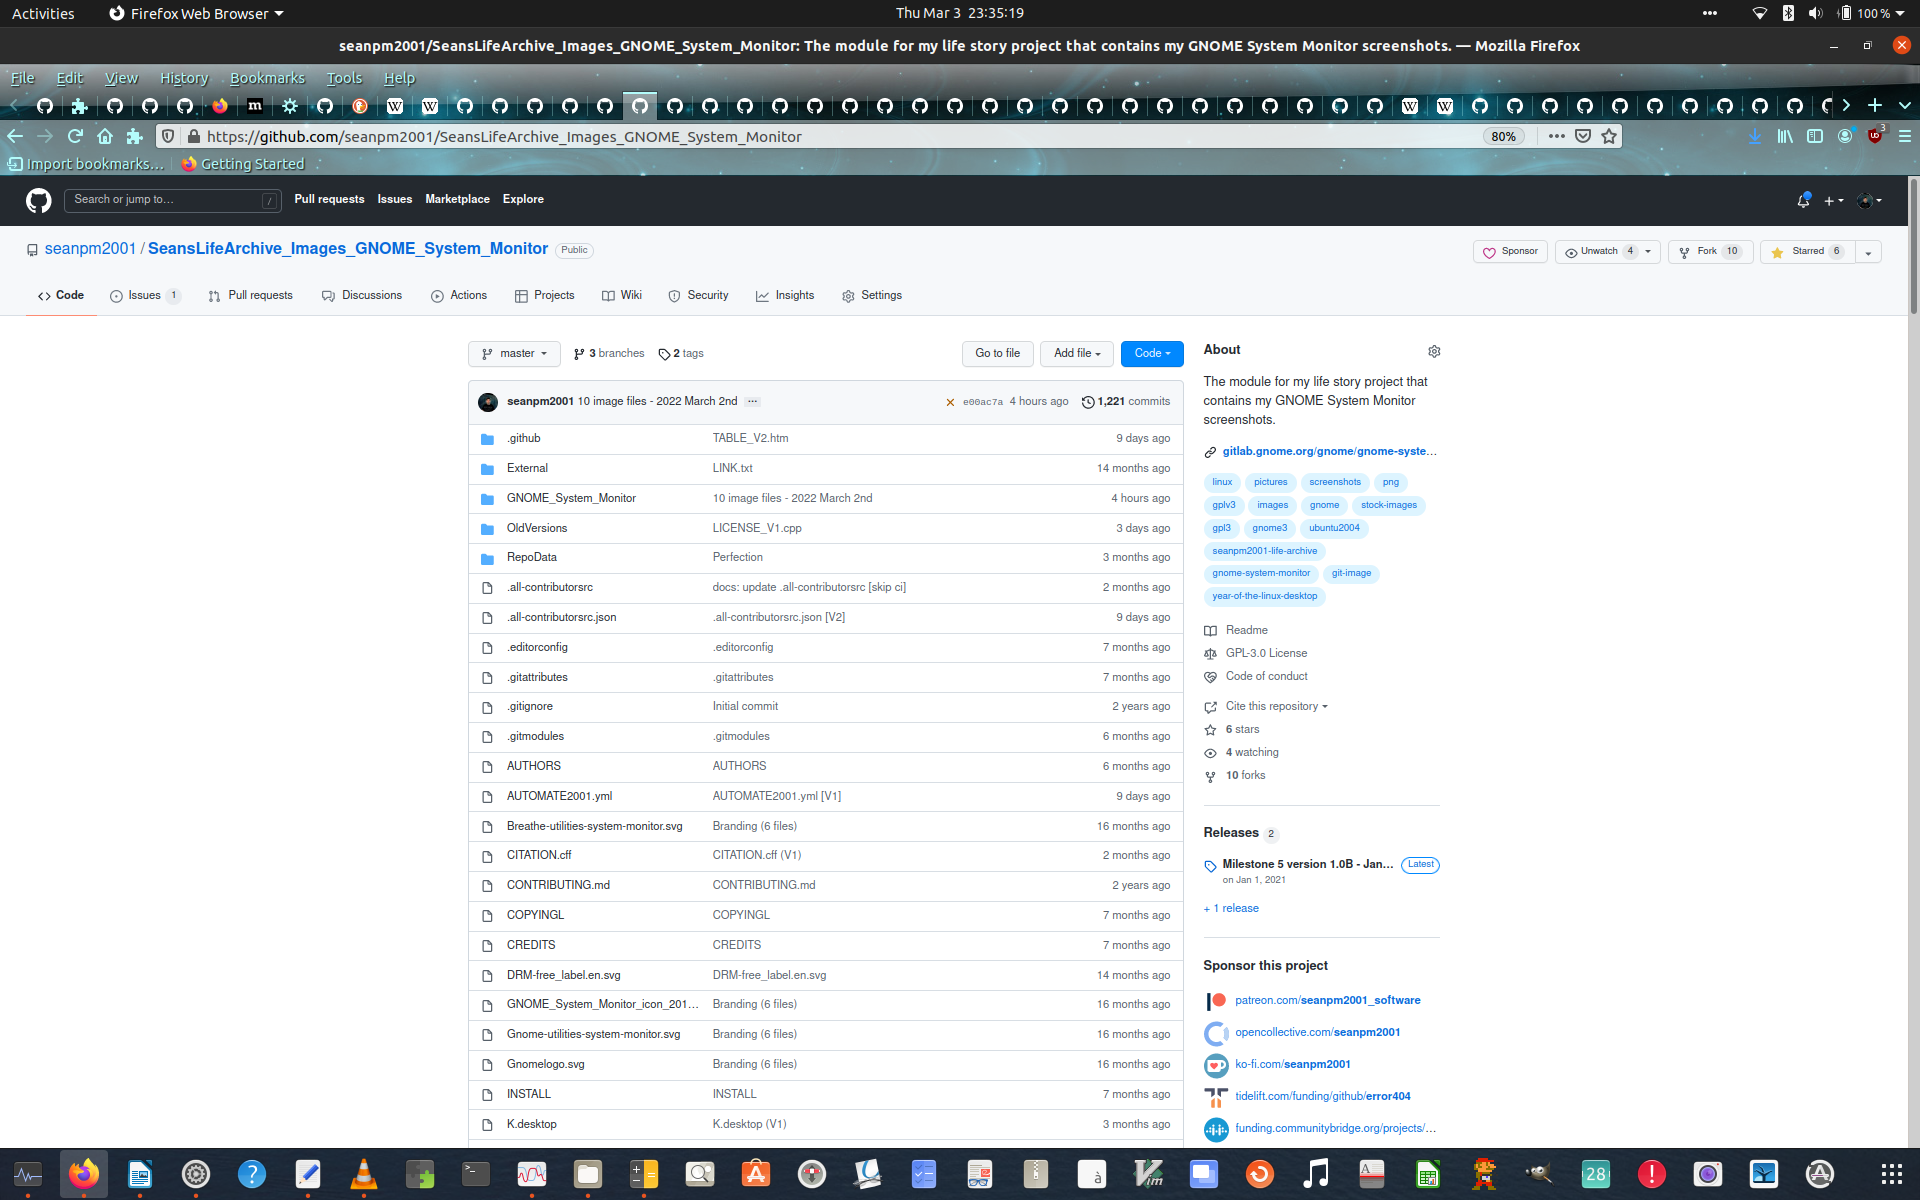 Activities
Firefox Web Browser
Thu Mar 3 23:35:19
100 %
seanpm2001/SeansLifeArchive_Images_GNOME_System_Monitor: The module for my life story project that contains my GNOME System Monitor screenshots. — Mozilla Firefox
File Edit View History Bookmarks Tools Help
https://github.com/seanpm2001/SeansLifeArchive_Images_GNOME_System_Monitor
80%
3
Import bookmarks...
Getting Started
Search or jump to...
/
Pull requests Issues Marketplace Explore
seanpm2001 / SeansLifeArchive_Images_GNOME_System_Monitor Public
Sponsor
Unwatch 4
Fork 10
Starred 6
Code
Issues 1
Pull requests
Discussions
Actions
Projects
Wiki
Security
Insights
Settings
master
3 branches
2 tags
Go to file
Add file
Code
seanpm2001 10 image files - 2022 March 2nd ...
e00ac7a 4 hours ago
1,221 commits
.github TABLE_V2.htm 9 days ago
External LINK.txt 14 months ago
GNOME_System_Monitor 10 image files - 2022 March 2nd 4 hours ago
OldVersions LICENSE_V1.cpp 3 days ago
RepoData Perfection 3 months ago
.all-contributorsrc docs: update .all-contributorsrc [skip ci] 2 months ago
.all-contributorsrc.json .all-contributorsrc.json [V2] 9 days ago
.editorconfig .editorconfig 7 months ago
.gitattributes .gitattributes 7 months ago
.gitignore Initial commit 2 years ago
.gitmodules .gitmodules 6 months ago
AUTHORS AUTHORS 6 months ago
AUTOMATE2001.yml AUTOMATE2001.yml [V1] 9 days ago
Breathe-utilities-system-monitor.svg Branding (6 files) 16 months ago
CITATION.cff CITATION.cff (V1) 2 months ago
CONTRIBUTING.md CONTRIBUTING.md 2 years ago
COPYINGL COPYINGL 7 months ago
CREDITS CREDITS 7 months ago
DRM-free_label.en.svg DRM-free_label.en.svg 14 months ago
GNOME_System_Monitor_icon_201... Branding (6 files) 16 months ago
Gnome-utilities-system-monitor.svg Branding (6 files) 16 months ago
Gnomelogo.svg Branding (6 files) 16 months ago
INSTALL INSTALL 7 months ago
K.desktop K.desktop (V1) 3 months ago
About
The module for my life story project that
contains my GNOME System Monitor
screenshots.
gitlab.gnome.org/gnome/gnome-syste...
linux pictures screenshots png
gplv3 images gnome stock-images
gpl3 gnome3 ubuntu2004
seanpm2001-life-archive
gnome-system-monitor git-image
year-of-the-linux-desktop
Readme
GPL-3.0 License
Code of conduct
Cite this repository
6 stars
4 watching
10 forks
Releases 2
Milestone 5 version 1.0B - Jan... Latest
on Jan 1, 2021
+ 1 release
Sponsor this project
patreon.com/seanpm2001_software
opencollective.com/seanpm2001
ko-fi.com/seanpm2001
tidelift.com/funding/github/error404
funding.communitybridge.org/projects/...
28